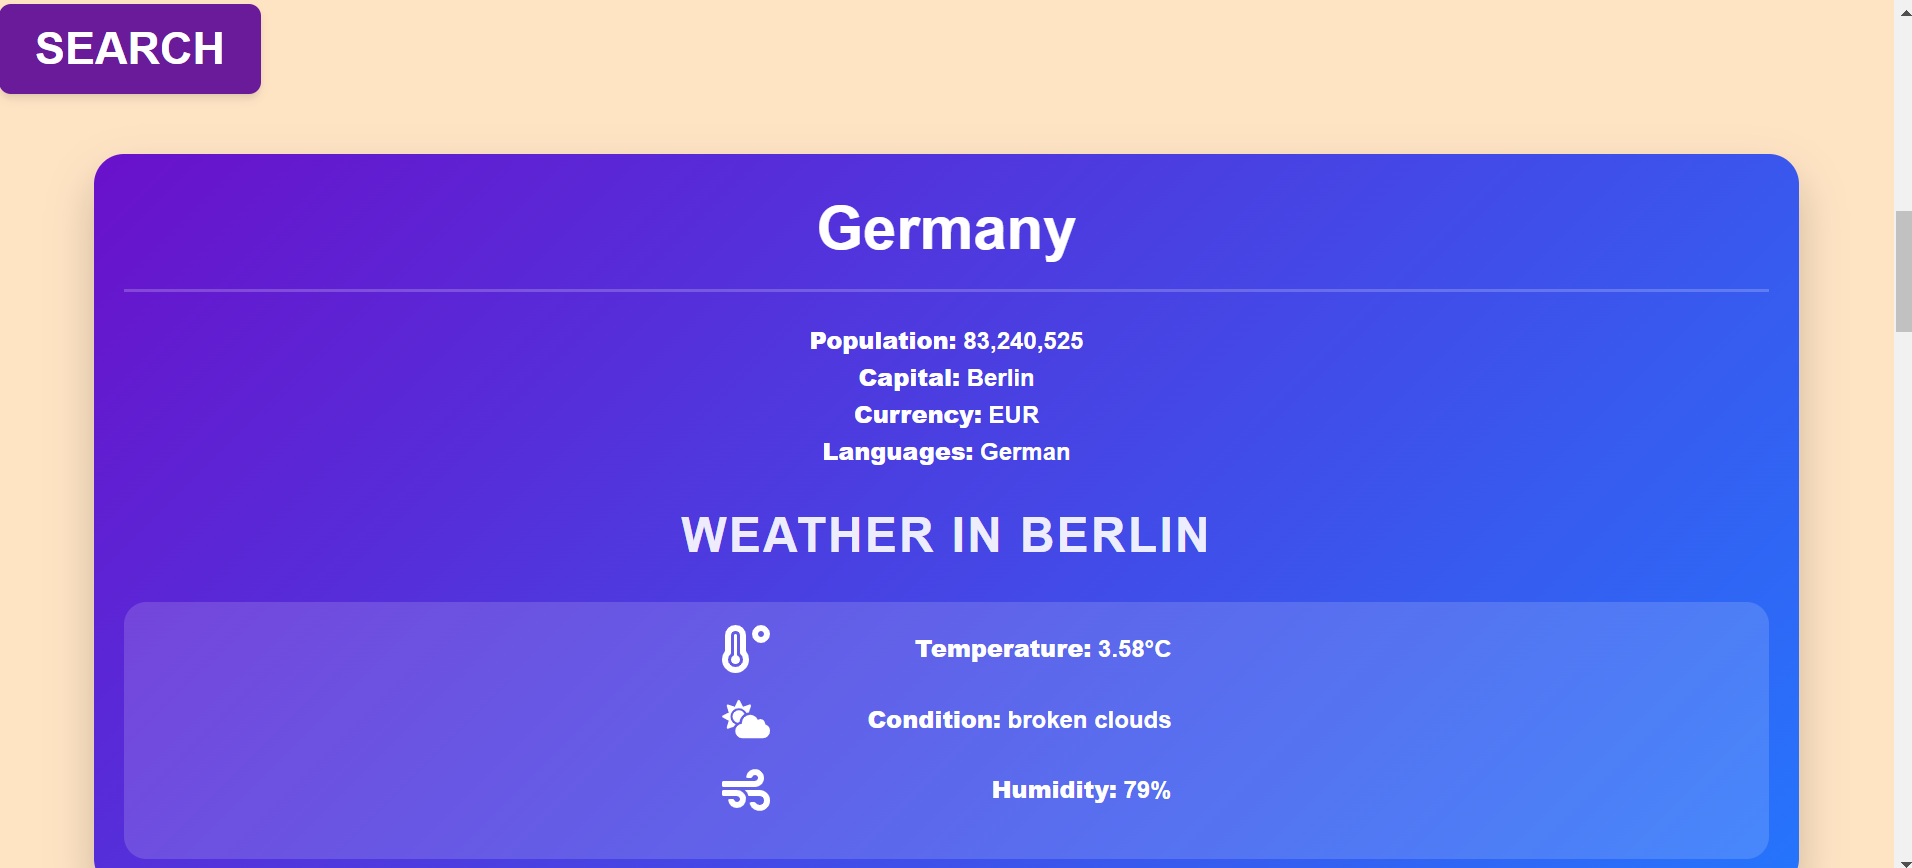 SEARCH
Germany
Population: 83,240,525
Capital: Berlin
Currency: EUR
Languages: German
WEATHER IN BERLIN
Temperature: 3.58°C
Condition: broken clouds
Humidity: 79%